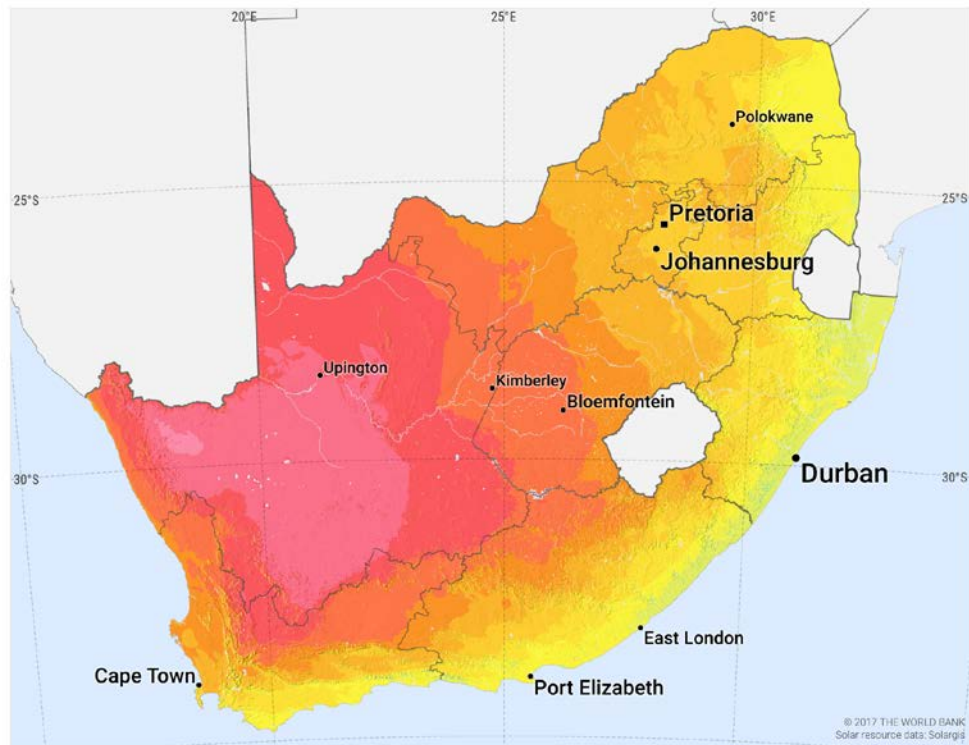 20°E
25°E
30°E
Polokwane
25°S
25°S
Pretoria
Johannesburg
Upington
Kimberley
Bloemfontein
Durban
30°S
30°S
East London
Cape Town
Port Elizabeth
© 2017 THE WORLD BANK
Solar resource data: Solargis